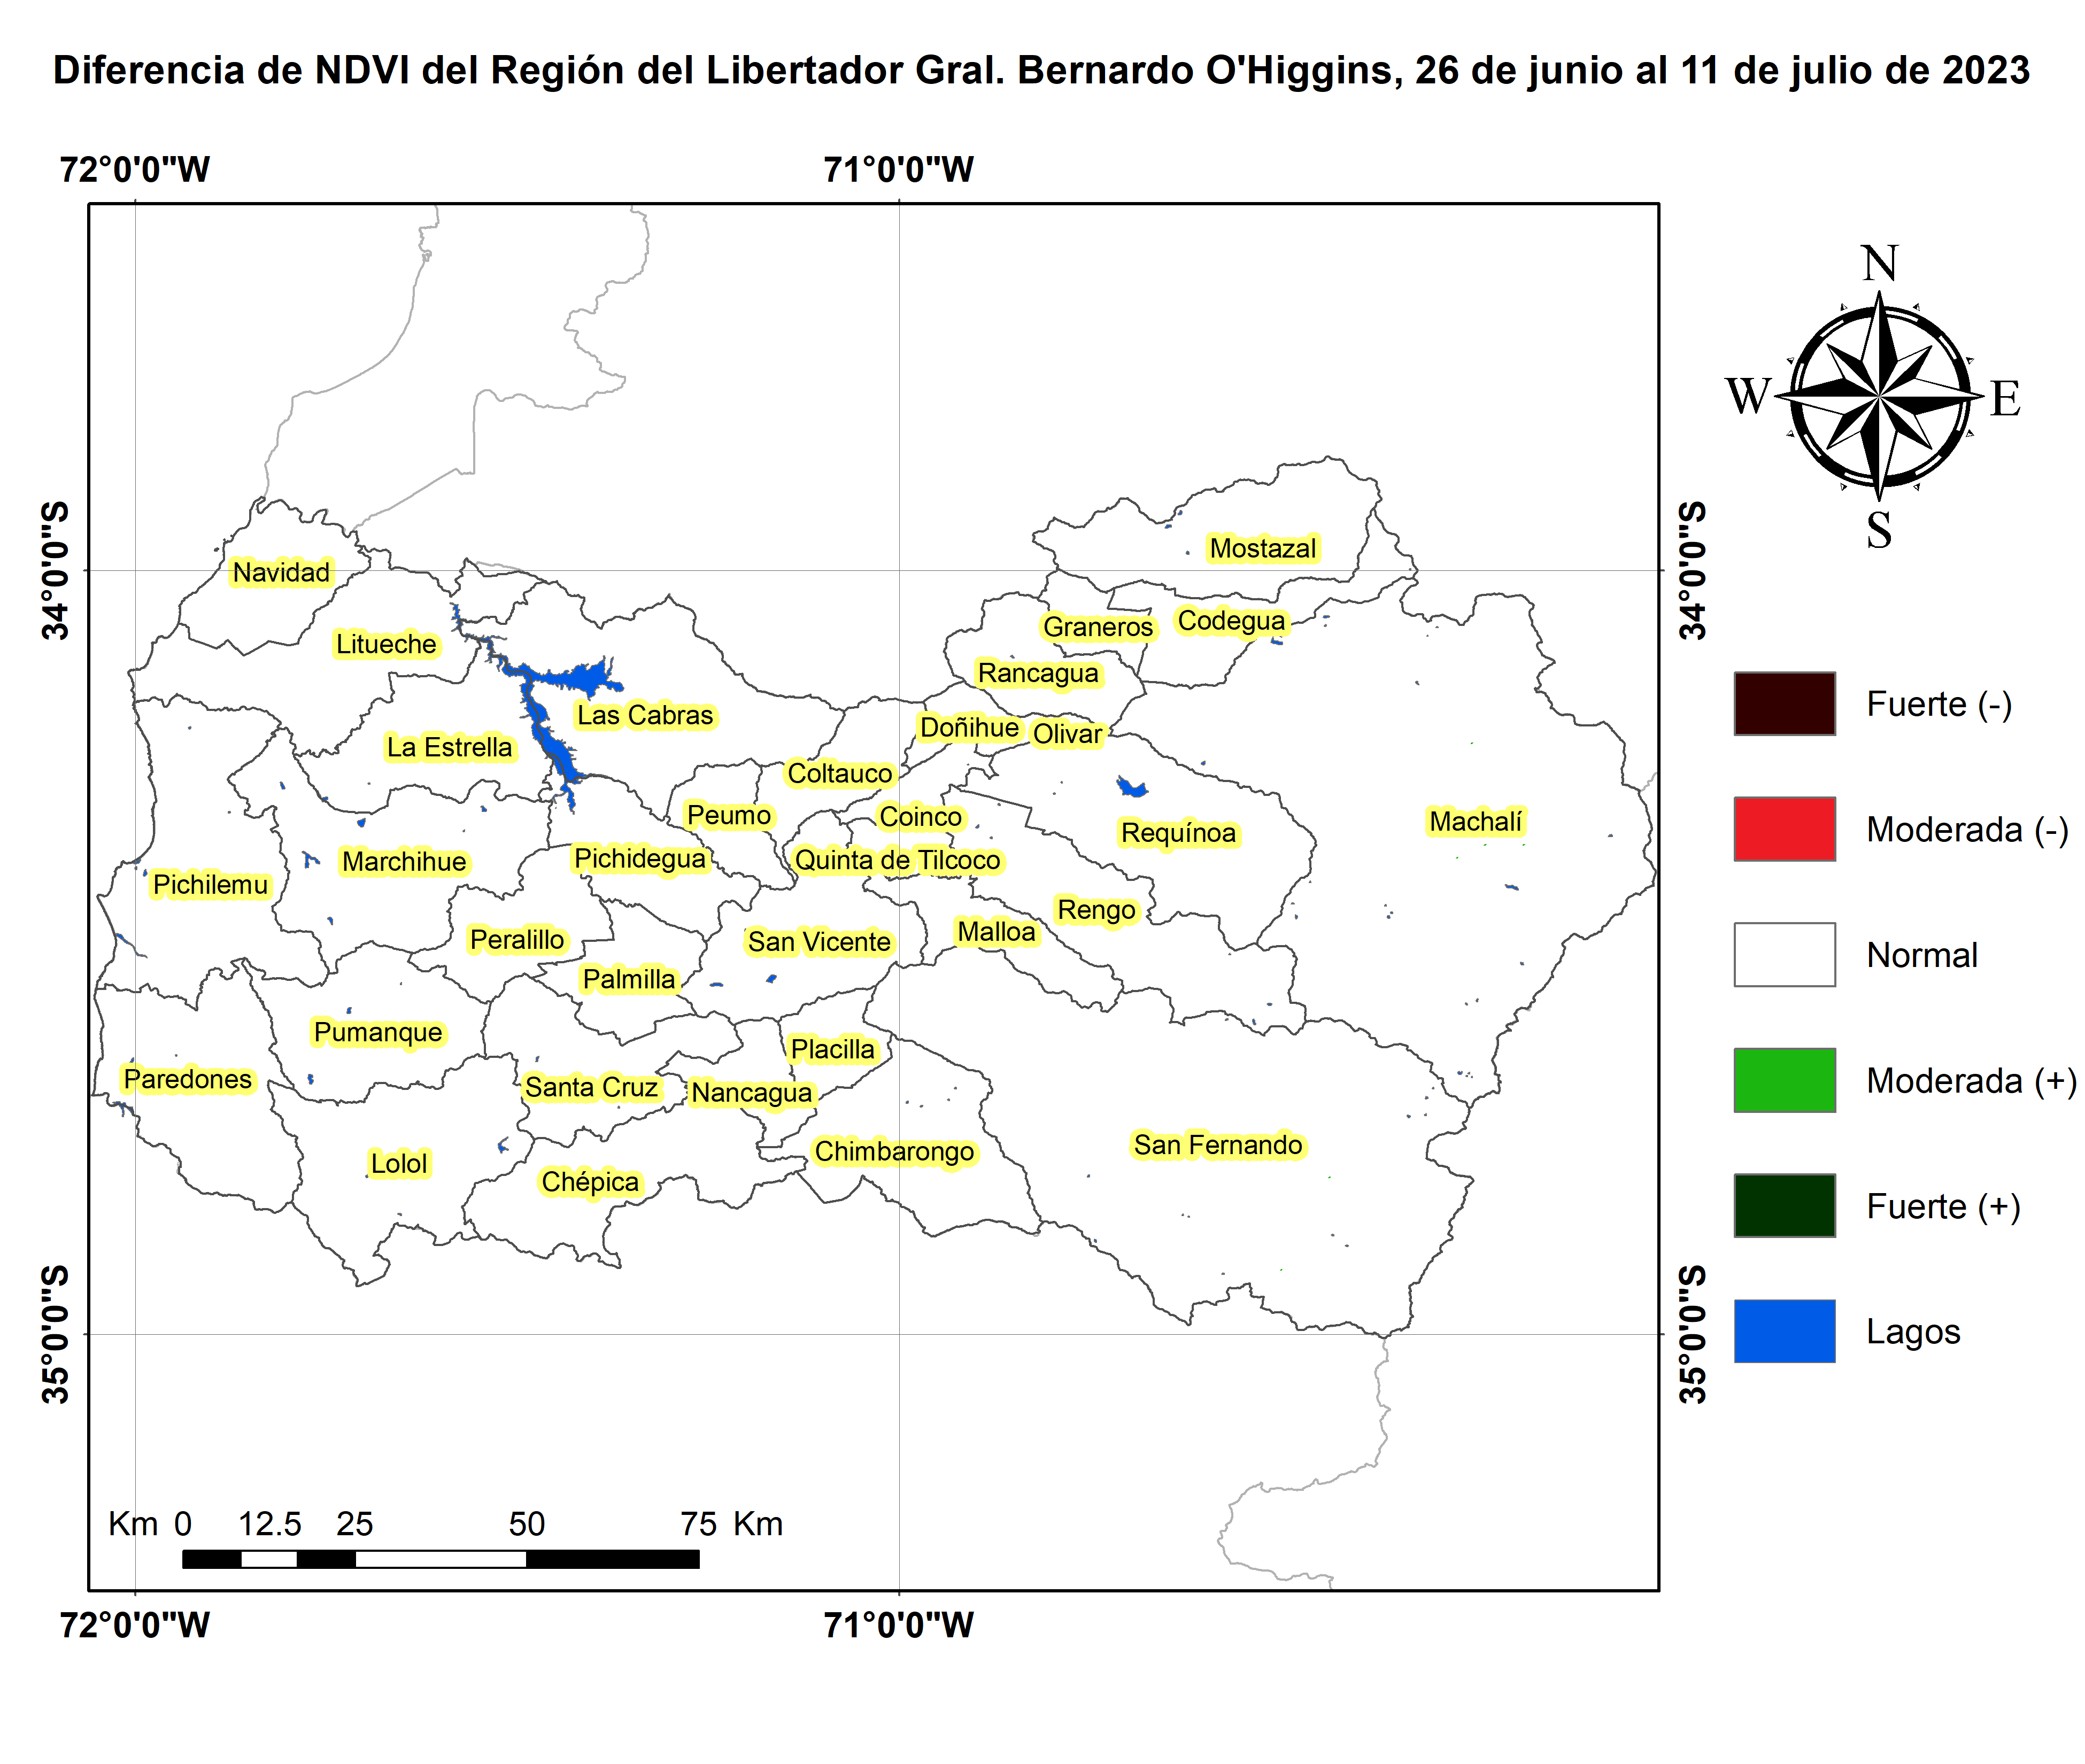 Diferencia de NDVI del Región del Libertador Gral. Bernardo O'Higgins, 26 de junio al 11 de julio de 2023
72°0'0"W
71°0'0"W
34°0'0"S
34°0'0"S
35°0'0"S
35°0'0"S
N
W
E
S
Mostazal
Navidad
Codegua
Graneros
Litueche
Rancagua
Las Cabras
Doñihue
Olivar
La Estrella
Coltauco
Peumo
Coinco
Machalí
Requínoa
Pichidegua
Quinta de Tilcoco
Marchihue
Pichilemu
Rengo
Malloa
Peralillo
San Vicente
Palmilla
Pumanque
Placilla
Paredones
Santa Cruz
Nancagua
San Fernando
Chimbarongo
Lolol
Chépica
Fuerte (-)
Moderada (-)
Normal
Moderada (+)
Fuerte (+)
Lagos
Km 0 12.5 25 50 75 Km
72°0'0"W
71°0'0"W